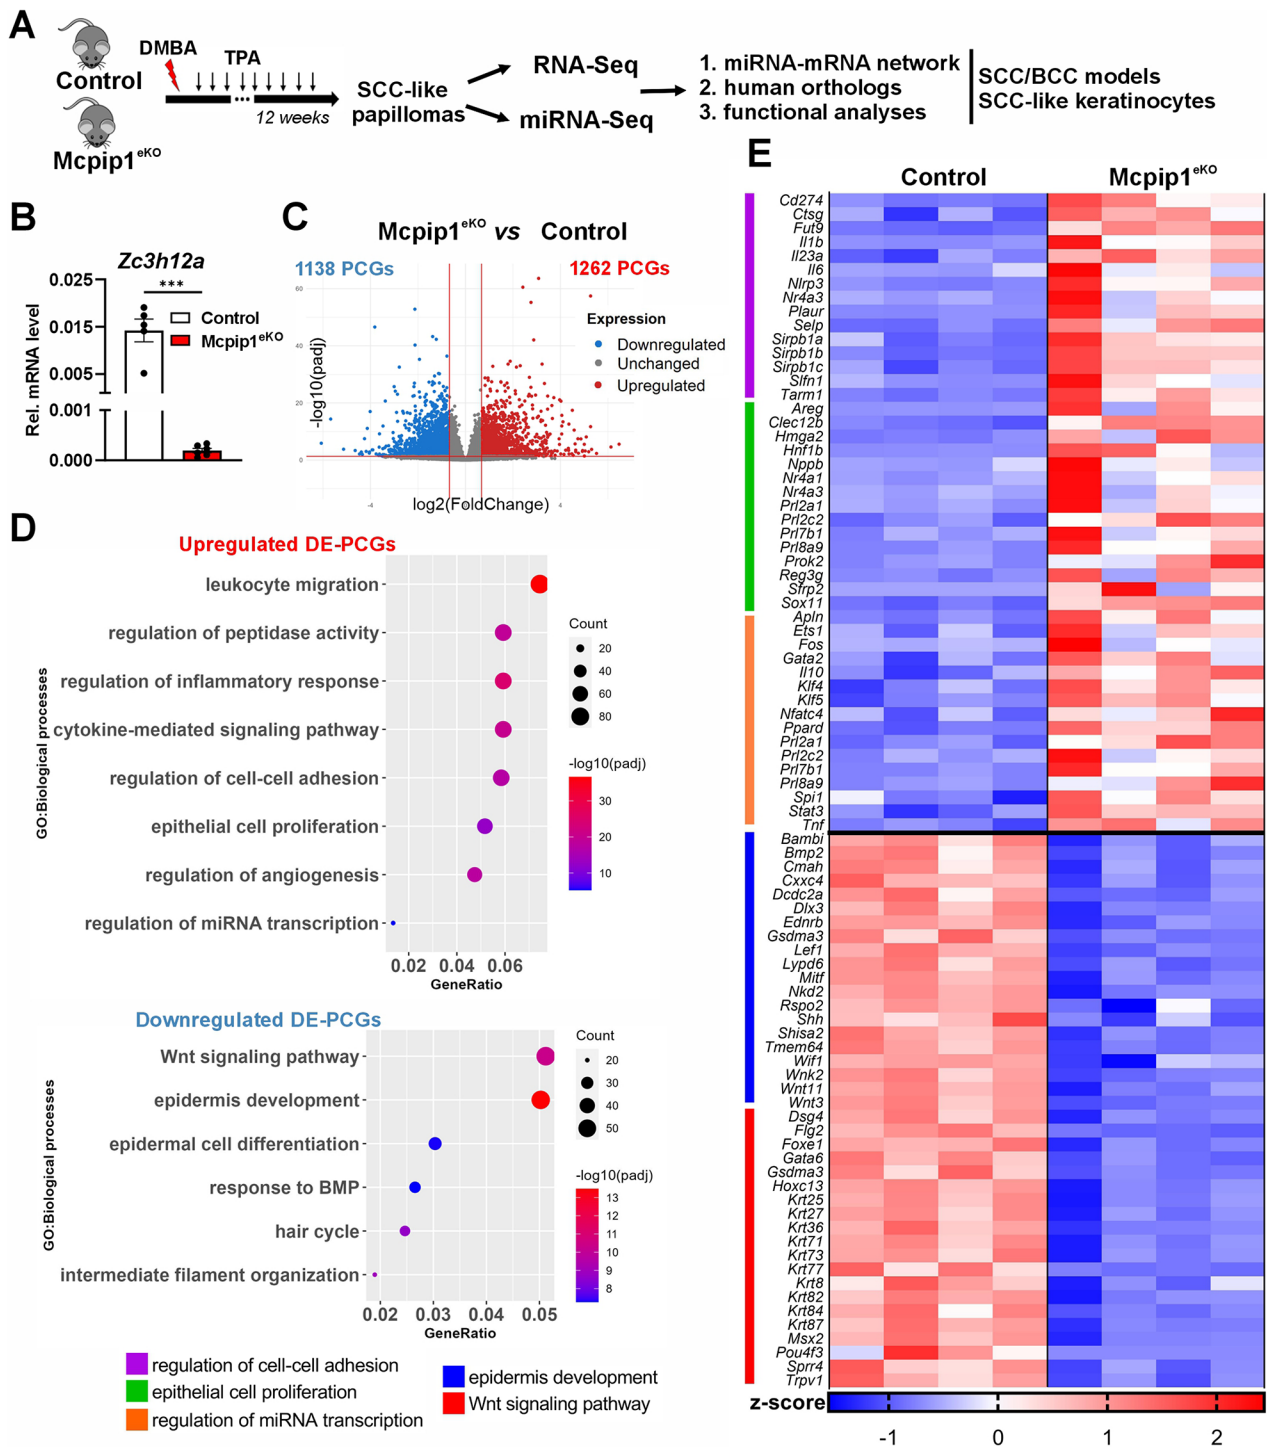 A
Control
Mcpip1eKO
DMBA
TPA
12 weeks
SCC-like
papillomas
RNA-Seq
miRNA-Seq
1. miRNA-mRNA network
2. human orthologs
3. functional analyses
SCC/BCC models
SCC-like keratinocytes
B
Zc3h12a
***
Rel. mRNA level
0.025
0.015
0.005
0.001
0.000
Control
Mcpip1eKO
C
Mcpip1eKO vs Control
1138 PCGs
1262 PCGs
-log10(padj)
60
40
20
0
-4
0
4
log2(FoldChange)
Expression
Downregulated
Unchanged
Upregulated
D
Upregulated DE-PCGs
GO:Biological processes
leukocyte migration
regulation of peptidase activity
regulation of inflammatory response
cytokine-mediated signaling pathway
regulation of cell-cell adhesion
epithelial cell proliferation
regulation of angiogenesis
regulation of miRNA transcription
0.02 0.04 0.06
GeneRatio
Count
20
40
60
80
-log10(padj)
30
20
10
Downregulated DE-PCGs
GO:Biological processes
Wnt signaling pathway
epidermis development
epidermal cell differentiation
response to BMP
hair cycle
intermediate filament organization
0.02 0.03 0.04 0.05
GeneRatio
Count
20
30
40
50
-log10(padj)
13
12
11
10
9
8
regulation of cell-cell adhesion
epithelial cell proliferation
regulation of miRNA transcription
epidermis development
Wnt signaling pathway
E
Control
Mcpip1eKO
Cd274
Ctsg
Fut9
Il1b
Il23a
Il6
Nlrp3
Nr4a3
Plaur
Selp
Sirpb1a
Sirpb1b
Sirpb1c
Slfn1
Tarm1
Areg
Clec12b
Hmga2
Hnf1b
Nppb
Nr4a1
Nr4a3
Prl2a1
Prl2c2
Prl7b1
Prl8a9
Prok2
Reg3g
Sfrp2
Sox11
Apln
Ets1
Fos
Gata2
Il10
Klf4
Klf5
Nfatc4
Ppard
Prl2a1
Prl2c2
Prl7b1
Prl8a9
Spi1
Stat3
Tnf
Bambi
Bmp2
Cmah
Cxxc4
Dcdc2a
Dlx3
Ednrb
Gsdma3
Lef1
Lypd6
Mitf
Nkd2
Rspo2
Shh
Shisa2
Tmem64
Wif1
Wnk2
Wnt11
Wnt3
Dsg4
Flg2
Foxe1
Gata6
Gsdma3
Hoxc13
Krt25
Krt27
Krt36
Krt71
Krt73
Krt77
Krt8
Krt82
Krt84
Krt87
Msx2
Pou4f3
Sprr4
Trpv1
z-score
-1 0 1 2